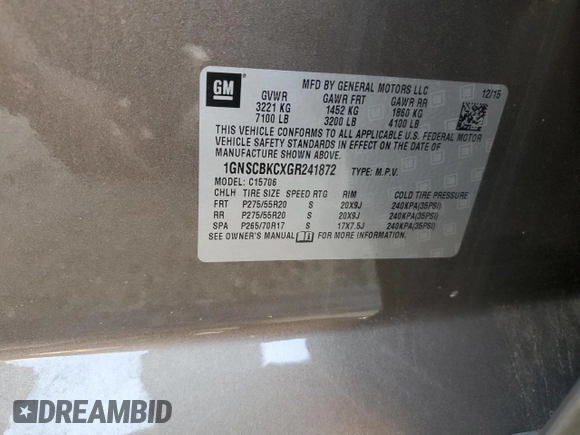 GM
MFD BY GENERAL MOTORS LLC
12/15
GVWR GAWR FRT GAWR RR
3221 KG 1452 KG 1860 KG
7100 LB 3200 LB 4100 LB
THIS VEHICLE CONFORMS TO ALL APPLICABLE U.S. FEDERAL MOTOR
VEHICLE SAFETY STANDARDS IN EFFECT ON THE DATE OF
MANUFACTURE SHOWN ABOVE.
1GNSCBKCXGR241872 TYPE: M.P.V.
MODEL: C15706
CHLH TIRE SIZE SPEED RTG RIM COLD TIRE PRESSURE
FRT P275/55R20 S 20X9J 240KPA(35PSI)
RR P275/55R20 S 20X9J 240KPA(35PSI)
SPA P265/70R17 S 17X7.5J 240KPA(35PSI)
SEE OWNER'S MANUAL FOR MORE INFORMATION.
DREAMBID